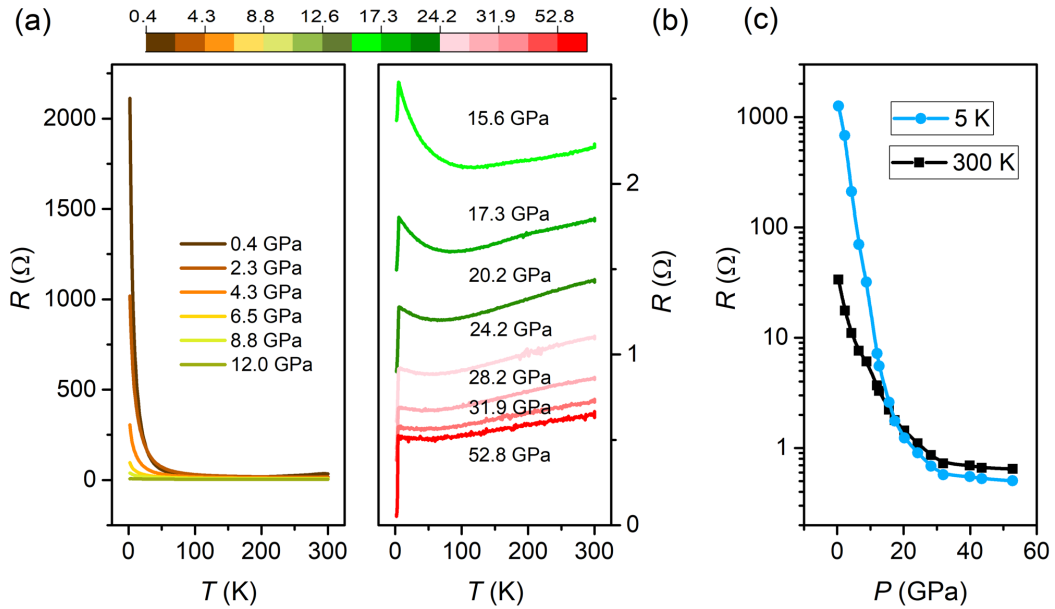 (a)
0.4 4.3 8.8 12.6 17.3 24.2 31.9 52.8
(b)
(c)
R (Ω)
2000
1750
1500
1250
1000
750
500
250
0
0.4 GPa
2.3 GPa
4.3 GPa
6.5 GPa
8.8 GPa
12.0 GPa
0 100 200 300
T (K)
15.6 GPa
17.3 GPa
20.2 GPa
24.2 GPa
28.2 GPa
31.9 GPa
52.8 GPa
2
1
0
R (Ω)
0 100 200 300
T (K)
R (Ω)
1000
100
10
1
5 K
300 K
0 20 40 60
P (GPa)